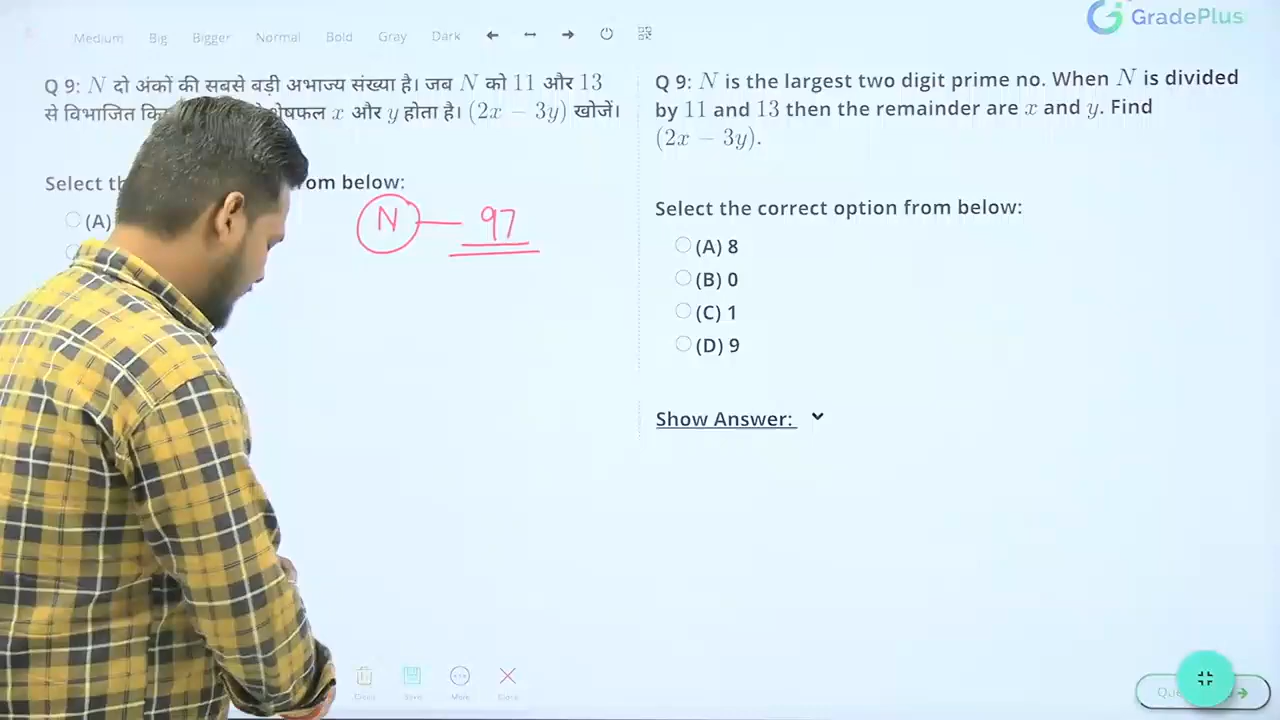 GradePlus
Medium Big Bigger Normal Bold Gray Dark
Q 9: N दो अंकों की सबसे बड़ी अभाज्य संख्या है। जब N को 11 और 13
से विभाजित x और y होता है। (2x − 3y) खोजें।
Select from below:
(A)
N — 97
Q 9: N is the largest two digit prime no. When N is divided
by 11 and 13 then the remainder are x and y. Find
(2x − 3y).
Select the correct option from below:
(A) 8
(B) 0
(C) 1
(D) 9
Show Answer:
More